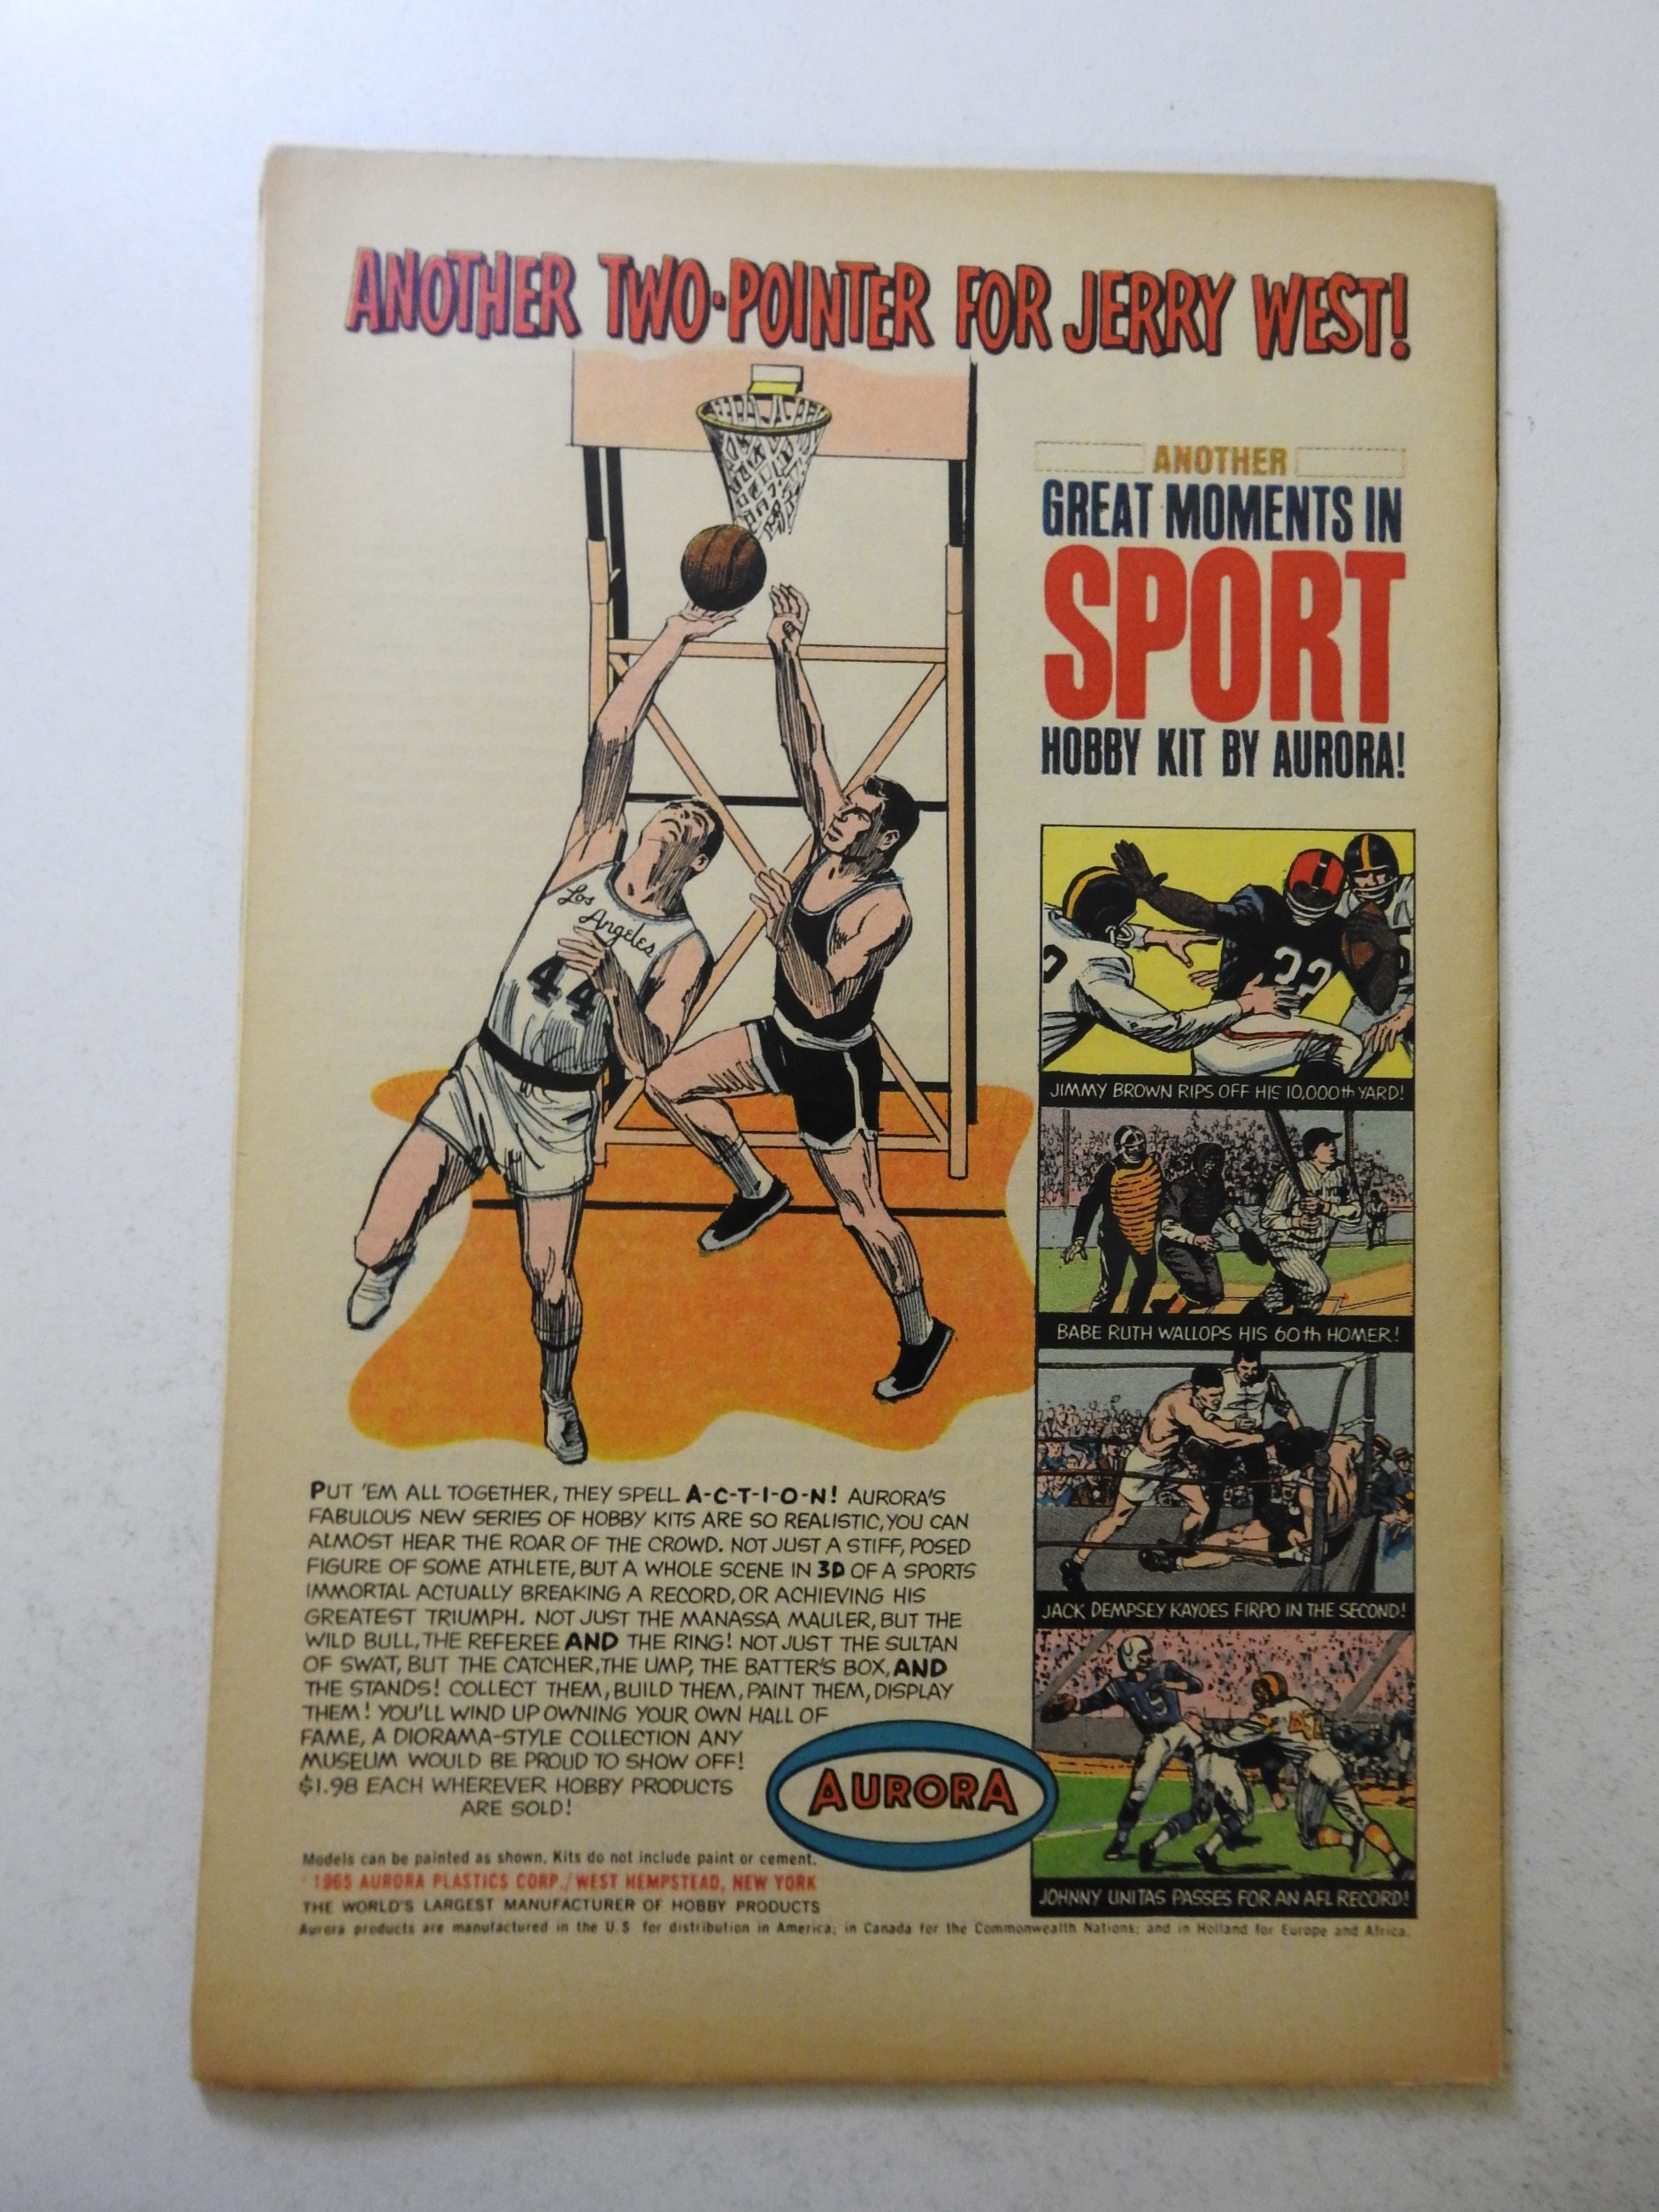 ANOTHER TWO-POINTER FOR JERRY WEST!
ANOTHER
GREAT MOMENTS IN
SPORT
HOBBY KIT BY AURORA!
Los
Angeles
44
32
JIMMY BROWN RIPS OFF HIS 10,000th YARD!
BABE RUTH WALLOPS HIS 60th HOMER!
JACK DEMPSEY KAYOES FIRPO IN THE SECOND!
19
JOHNNY UNITAS PASSES FOR AN AFL RECORD!
PUT 'EM ALL TOGETHER, THEY SPELL A-C-T-I-O-N! AURORA'S
FABULOUS NEW SERIES OF HOBBY KITS ARE SO REALISTIC, YOU CAN
ALMOST HEAR THE ROAR OF THE CROWD. NOT JUST A STIFF, POSED
FIGURE OF SOME ATHLETE, BUT A WHOLE SCENE IN 3D OF A SPORTS
IMMORTAL ACTUALLY BREAKING A RECORD, OR ACHIEVING HIS
GREATEST TRIUMPH. NOT JUST THE MANASSA MAULER, BUT THE
WILD BULL, THE REFEREE AND THE RING! NOT JUST THE SULTAN
OF SWAT, BUT THE CATCHER, THE UMP, THE BATTER'S BOX, AND
THE STANDS! COLLECT THEM, BUILD THEM, PAINT THEM, DISPLAY
THEM! YOU'LL WIND UP OWNING YOUR OWN HALL OF
FAME, A DIORAMA-STYLE COLLECTION ANY
MUSEUM WOULD BE PROUD TO SHOW OFF!
$1.98 EACH WHEREVER HOBBY PRODUCTS
ARE SOLD!
AURORA
Models can be painted as shown. Kits do not include paint or cement.
1965 AURORA PLASTICS CORP./WEST HEMPSTEAD, NEW YORK
THE WORLD'S LARGEST MANUFACTURER OF HOBBY PRODUCTS
Aurora products are manufactured in the U.S for distribution in America; in Canada for the Commonwealth Nations; and in Holland for Europe and Africa.